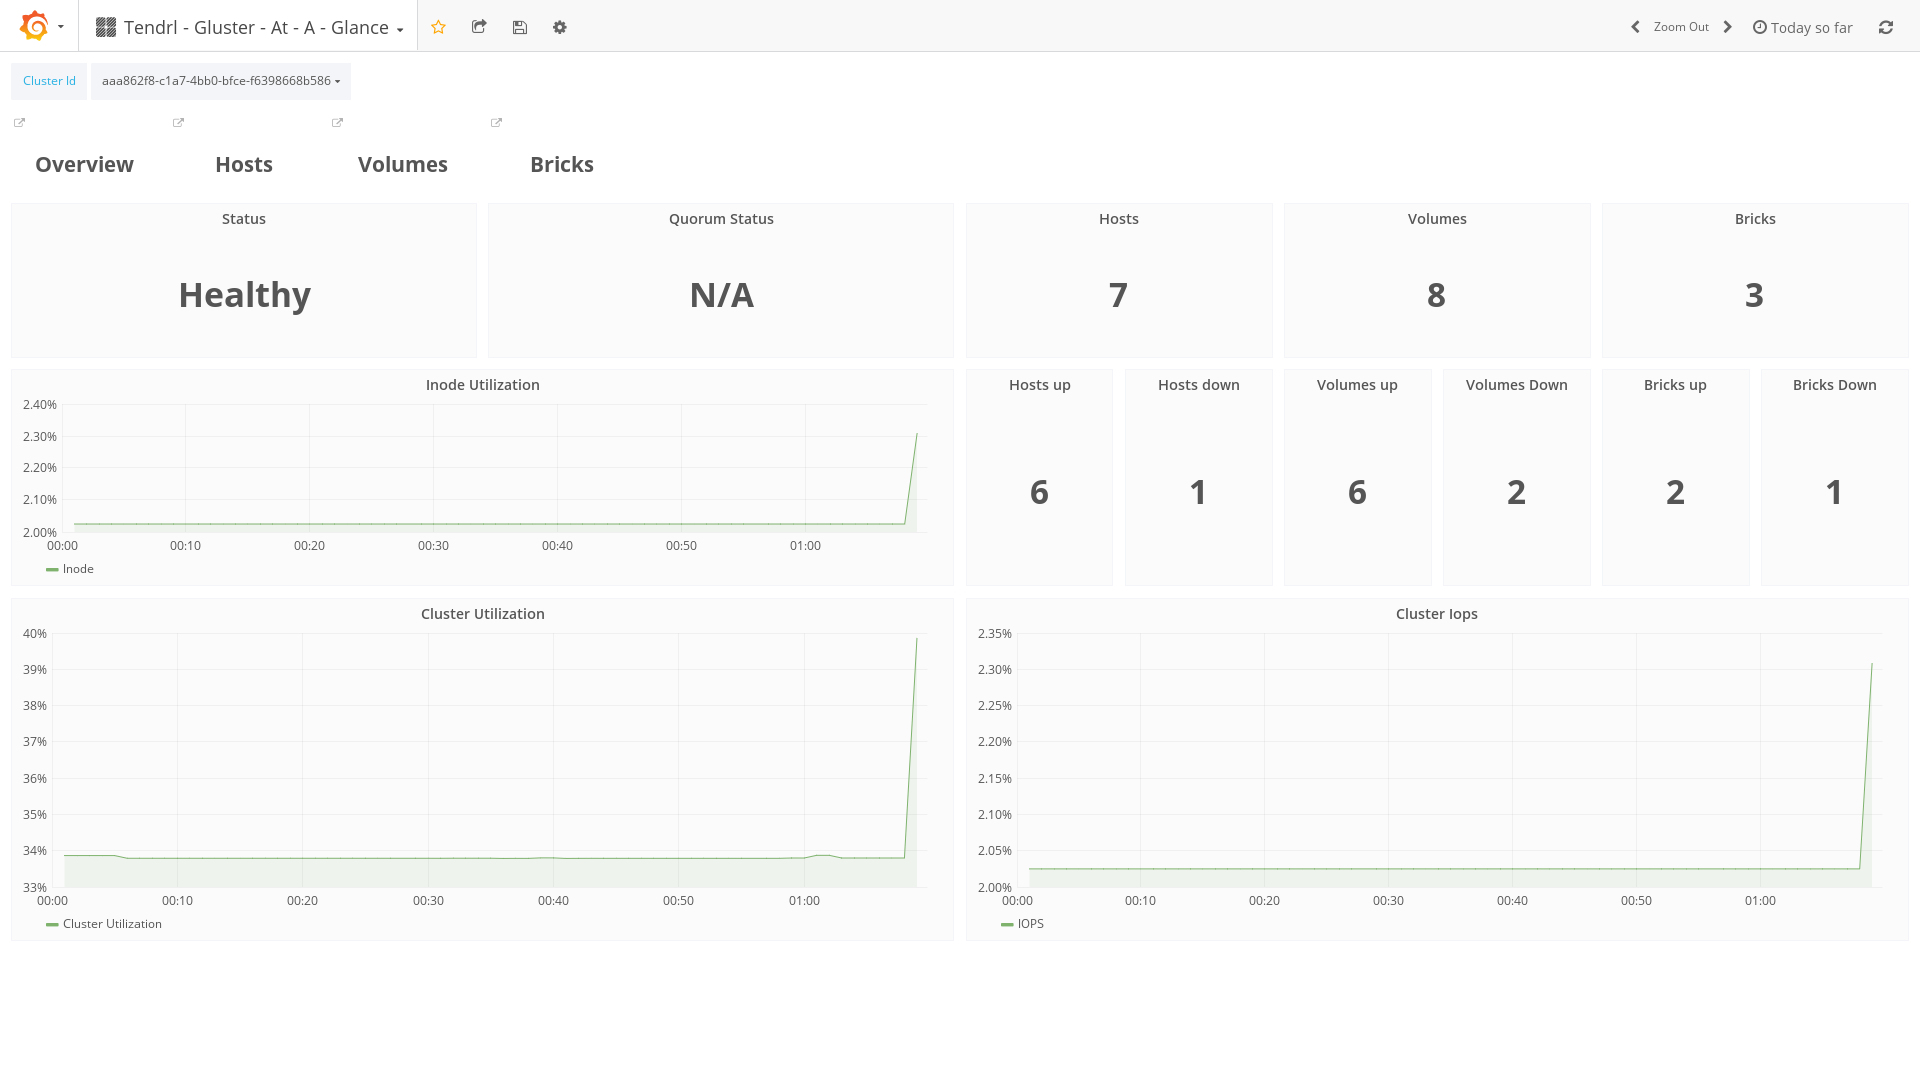 Tendrl - Gluster - At - A - Glance
Zoom Out
Today so far
Cluster Id
aaa862f8-c1a7-4bb0-bfce-f6398668b586
Overview
Hosts
Volumes
Bricks
Status
Healthy
Quorum Status
N/A
Hosts
7
Volumes
8
Bricks
3
Inode Utilization
2.40%
2.30%
2.20%
2.10%
2.00%
00:00 00:10 00:20 00:30 00:40 00:50 01:00
Inode
Hosts up
6
Hosts down
1
Volumes up
6
Volumes Down
2
Bricks up
2
Bricks Down
1
Cluster Utilization
40%
39%
38%
37%
36%
35%
34%
33%
00:00 00:10 00:20 00:30 00:40 00:50 01:00
Cluster Utilization
Cluster Iops
2.35%
2.30%
2.25%
2.20%
2.15%
2.10%
2.05%
2.00%
00:00 00:10 00:20 00:30 00:40 00:50 01:00
IOPS